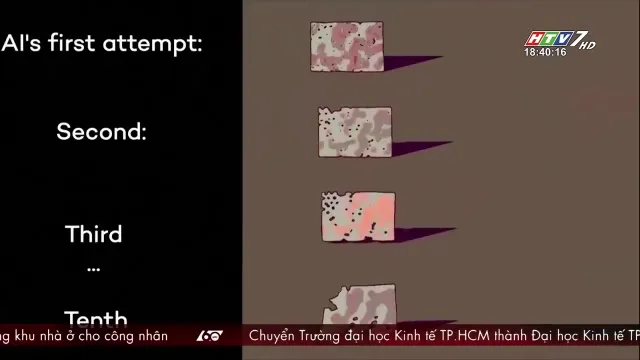 AI's first attempt:
HTV7 HD
18:40:16
Second:
Third
...
Tenth
ng khu nhà ở cho công nhân
60
Chuyển Trường đại học Kinh tế TP.HCM thành Đại học Kinh tế